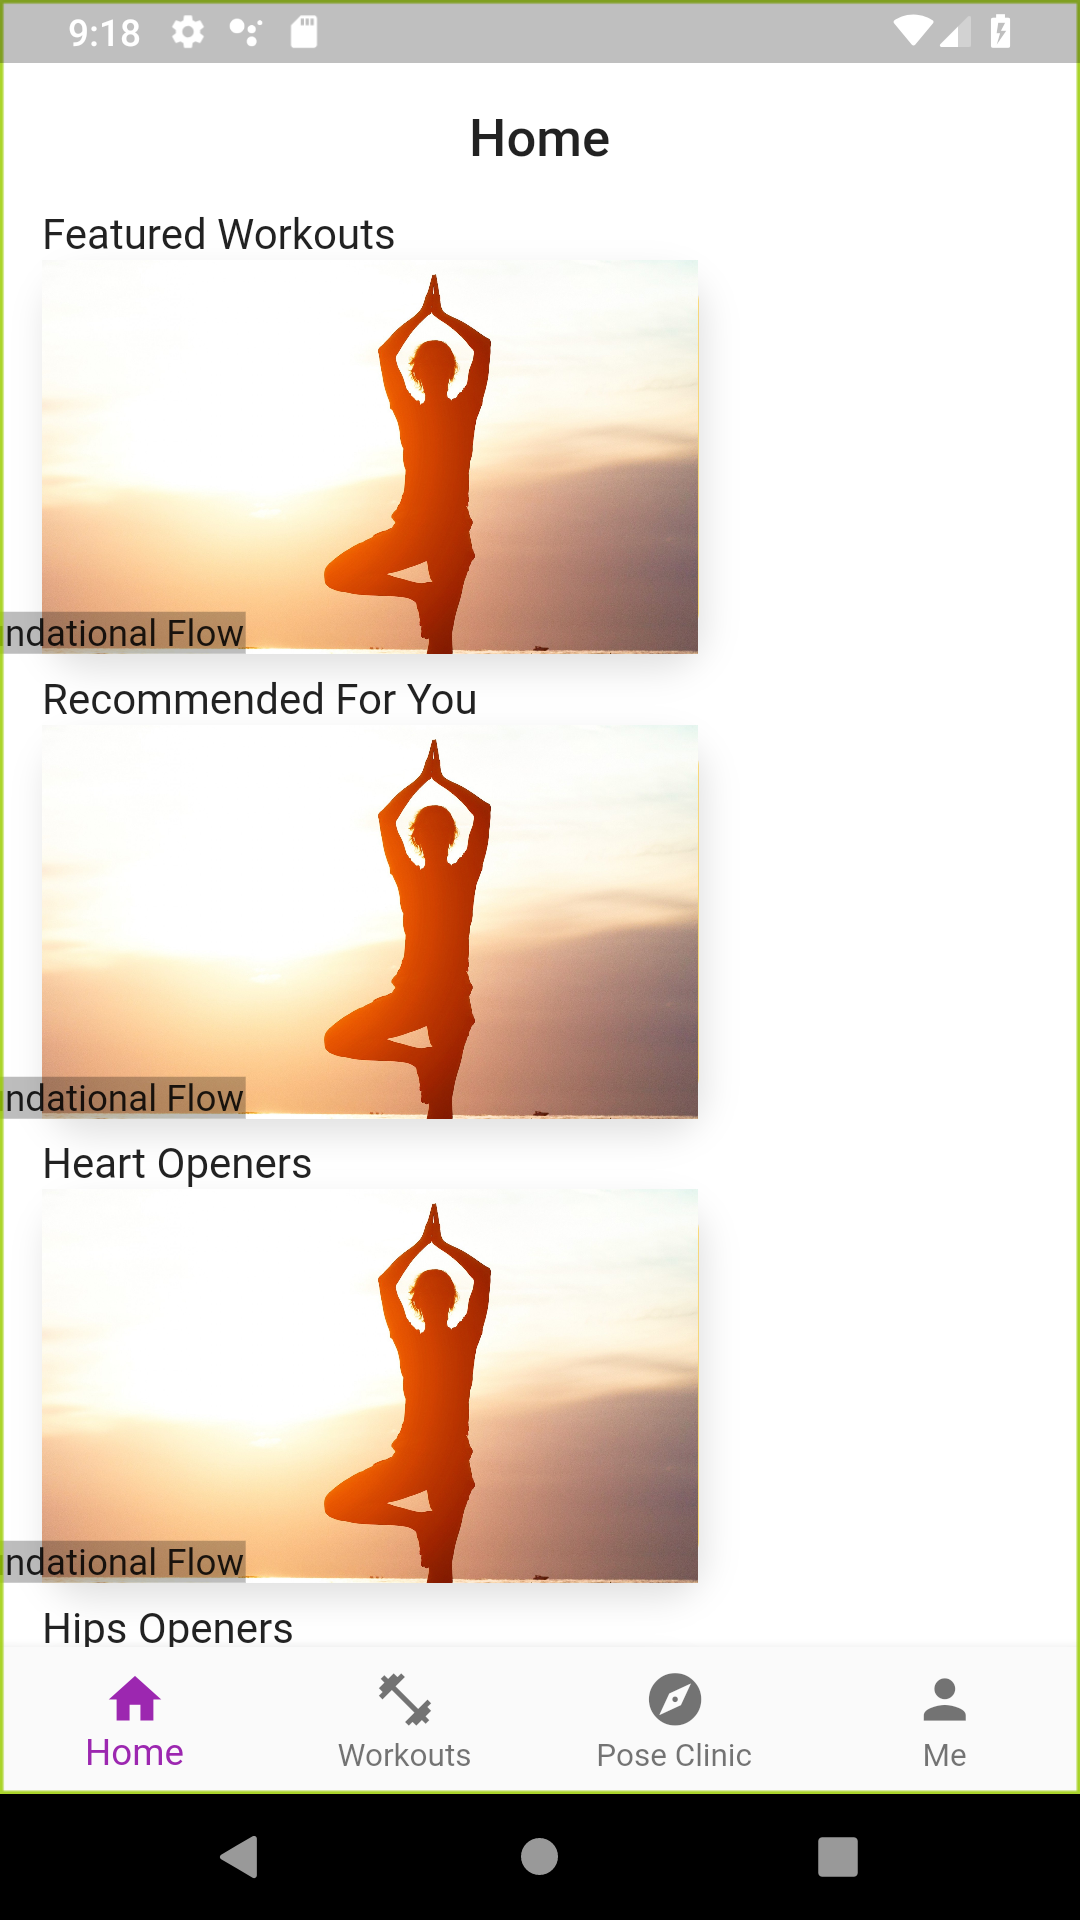 9:18
Home
Featured Workouts
ndational Flow
Recommended For You
ndational Flow
Heart Openers
ndational Flow
Hips Openers
Home
Workouts
Pose Clinic
Me